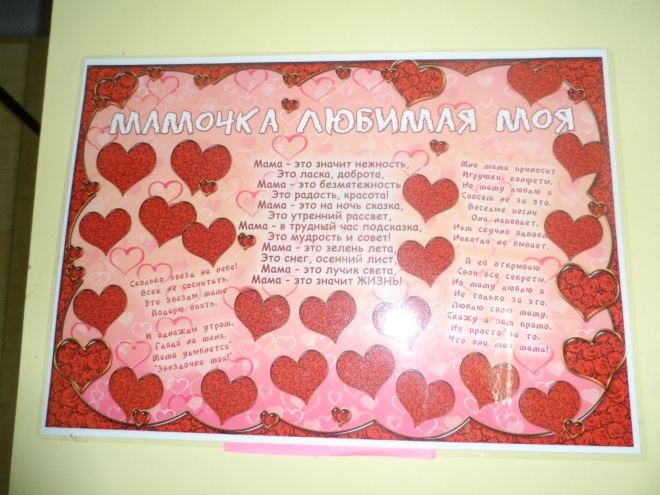 МАМОЧКА ЛЮБИМАЯ МОЯ
Мама - это значит нежность,
Это ласка, доброта,
Мама - это безмятежность
Это радость, красота!
Мама - это на ночь сказка,
Это утренний рассвет,
Мама - в трудный час подсказка,
Это мудрость и совет!
Мама - это зелень лета,
Это снег, осенний лист,
Мама - это лучик света,
Мама - это значит ЖИЗНЬ!
Сколько звезд на небе!
Всех не сосчитать.
Эти звезды маме
Подарю опять.
И однажды утром,
Глядя на меня,
Мама улыбнется"
"Звездочка моя!"
Мне мама приносит
Игрушки, конфеты,
Но маму люблю я
Совсем не за это.
Веселые песни
Она напевает.
Нам скучно вдвоем
Никогда не бывает.
Я ей открываю
Свои все секреты.
Но маму люблю я
Не только за это.
Люблю свою маму,
Скажу я вам прямо,
Ну просто за то,
Что она моя мама!